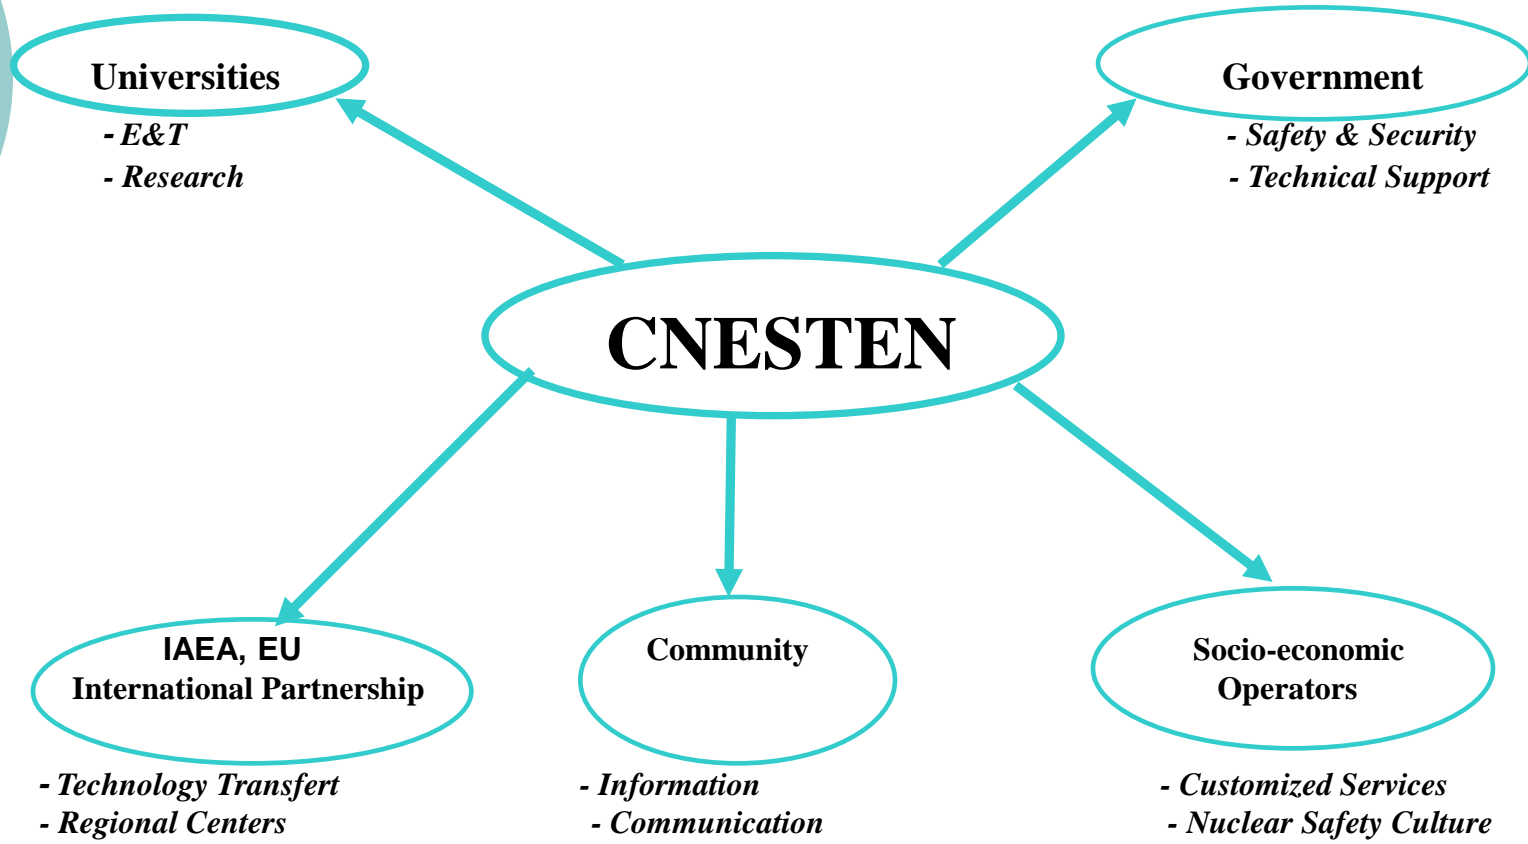 Universities
- E&T
- Research
Government
- Safety & Security
- Technical Support
CNESTEN
IAEA, EU
International Partnership
- Technology Transfert
- Regional Centers
Community
- Information
- Communication
Socio-economic
Operators
- Customized Services
- Nuclear Safety Culture